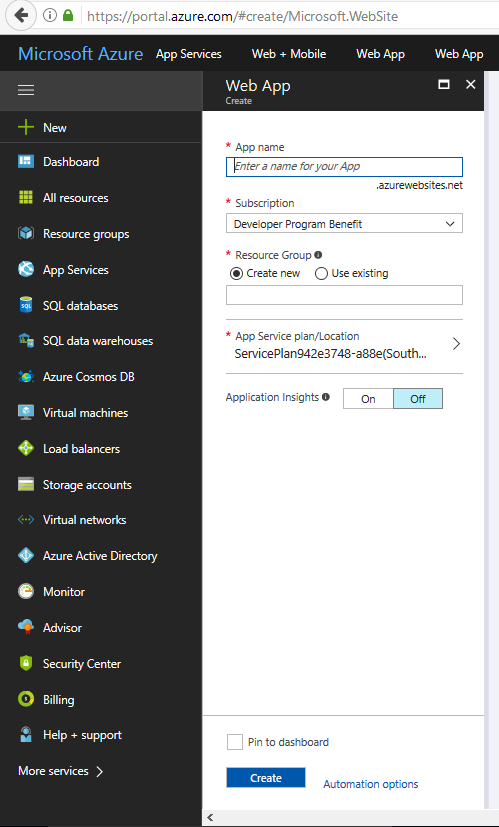 https://portal.azure.com/#create/Microsoft.WebSite
Microsoft Azure App Services Web + Mobile Web App Web App
Web App
Create
New
Dashboard
All resources
Resource groups
App Services
SQL databases
SQL data warehouses
Azure Cosmos DB
Virtual machines
Load balancers
Storage accounts
Virtual networks
Azure Active Directory
Monitor
Advisor
Security Center
Billing
Help + support
More services
* App name
Enter a name for your App
.azurewebsites.net
* Subscription
Developer Program Benefit
* Resource Group
Create new Use existing
* App Service plan/Location
ServicePlan942e3748-a88e(South...
Application Insights On Off
Pin to dashboard
Create Automation options